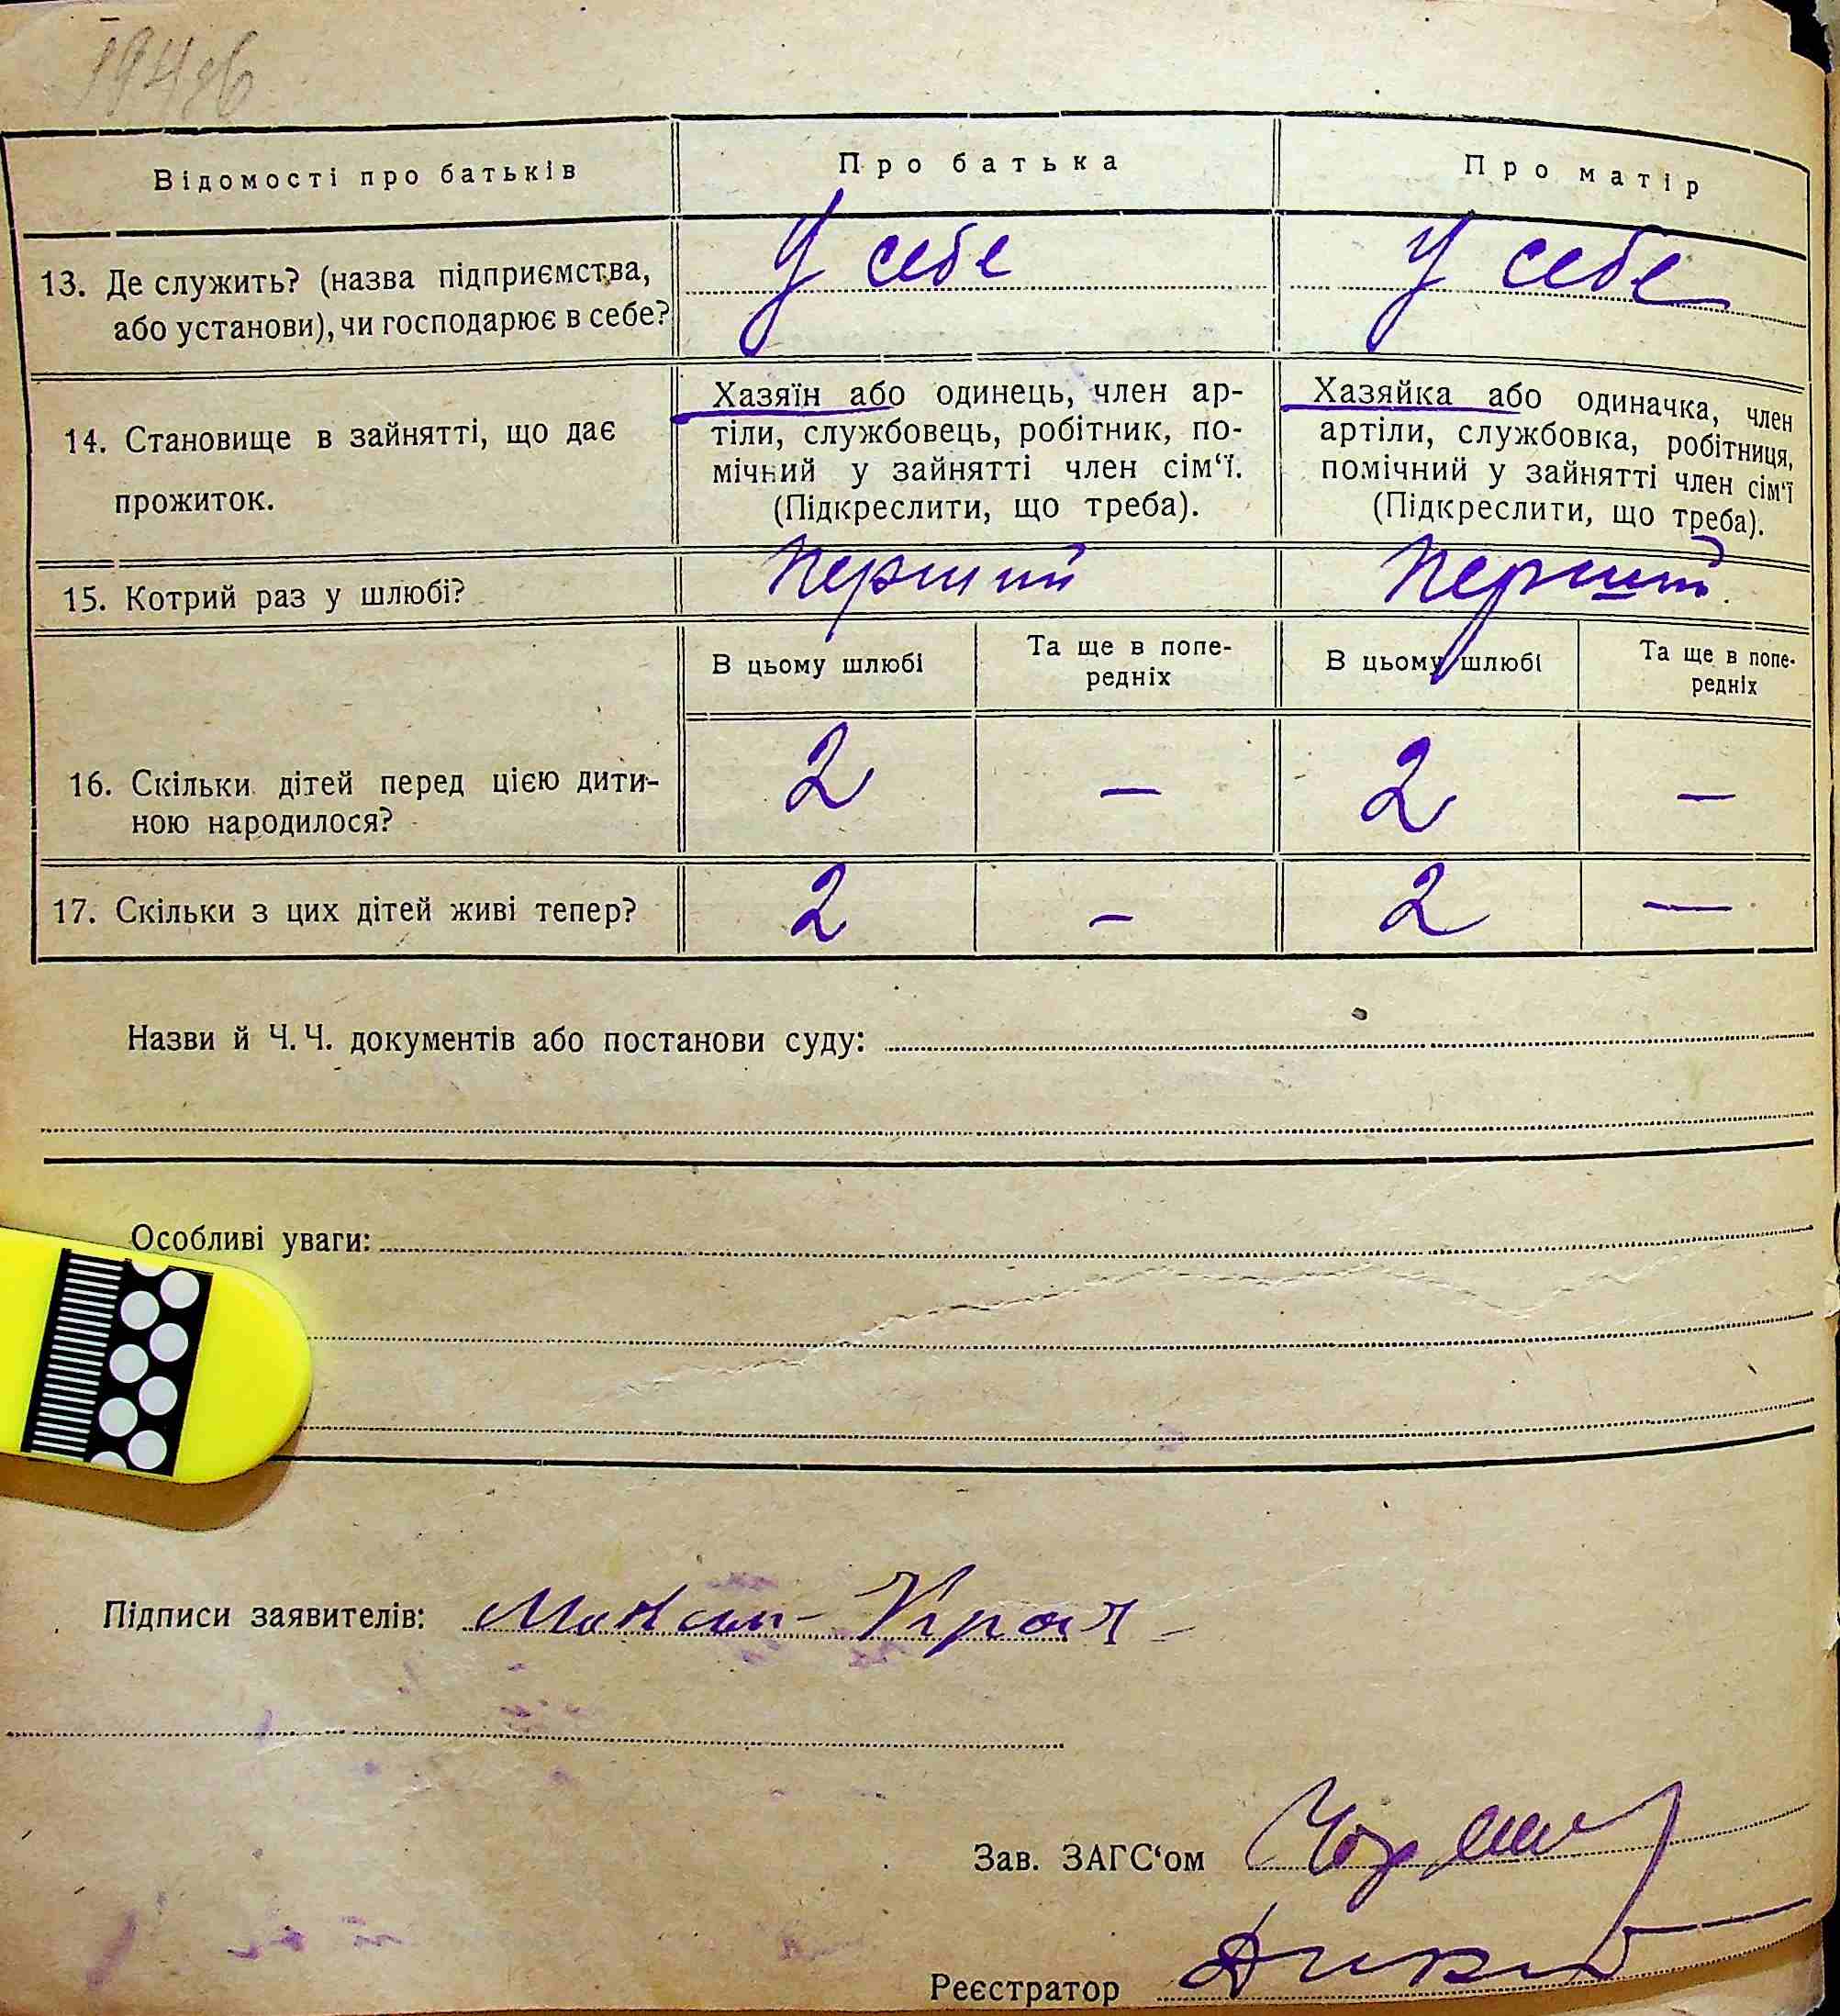 Відомості про батьків
Про батька
Про матір
13. Де служить? (назва підприємства,
або установи), чи господарює в себе?
У себе
У себе
14. Становище в зайнятті, що дає
прожиток.
Хазяїн або одинець, член ар-
тіли, службовець, робітник, по-
мічний у зайнятті член сім‘ї.
(Підкреслити, що треба).
Хазяйка або одиначка, член
артіли, службовка, робітниця,
помічний у зайнятті член сім‘ї
(Підкреслити, що треба).
15. Котрий раз у шлюбі?
Перший
Перший
В цьому шлюбі
Та ще в попе-
редніх
В цьому шлюбі
Та ще в попе-
редніх
16. Скільки дітей перед цією дити-
ною народилося?
2
—
2
—
17. Скільки з цих дітей живі тепер?
2
—
2
—
Назви й Ч. Ч. documentів або постанови суду:
Особливі уваги:
Підписи заявителів:
Зав. ЗАГС‘ом
Реєстратор